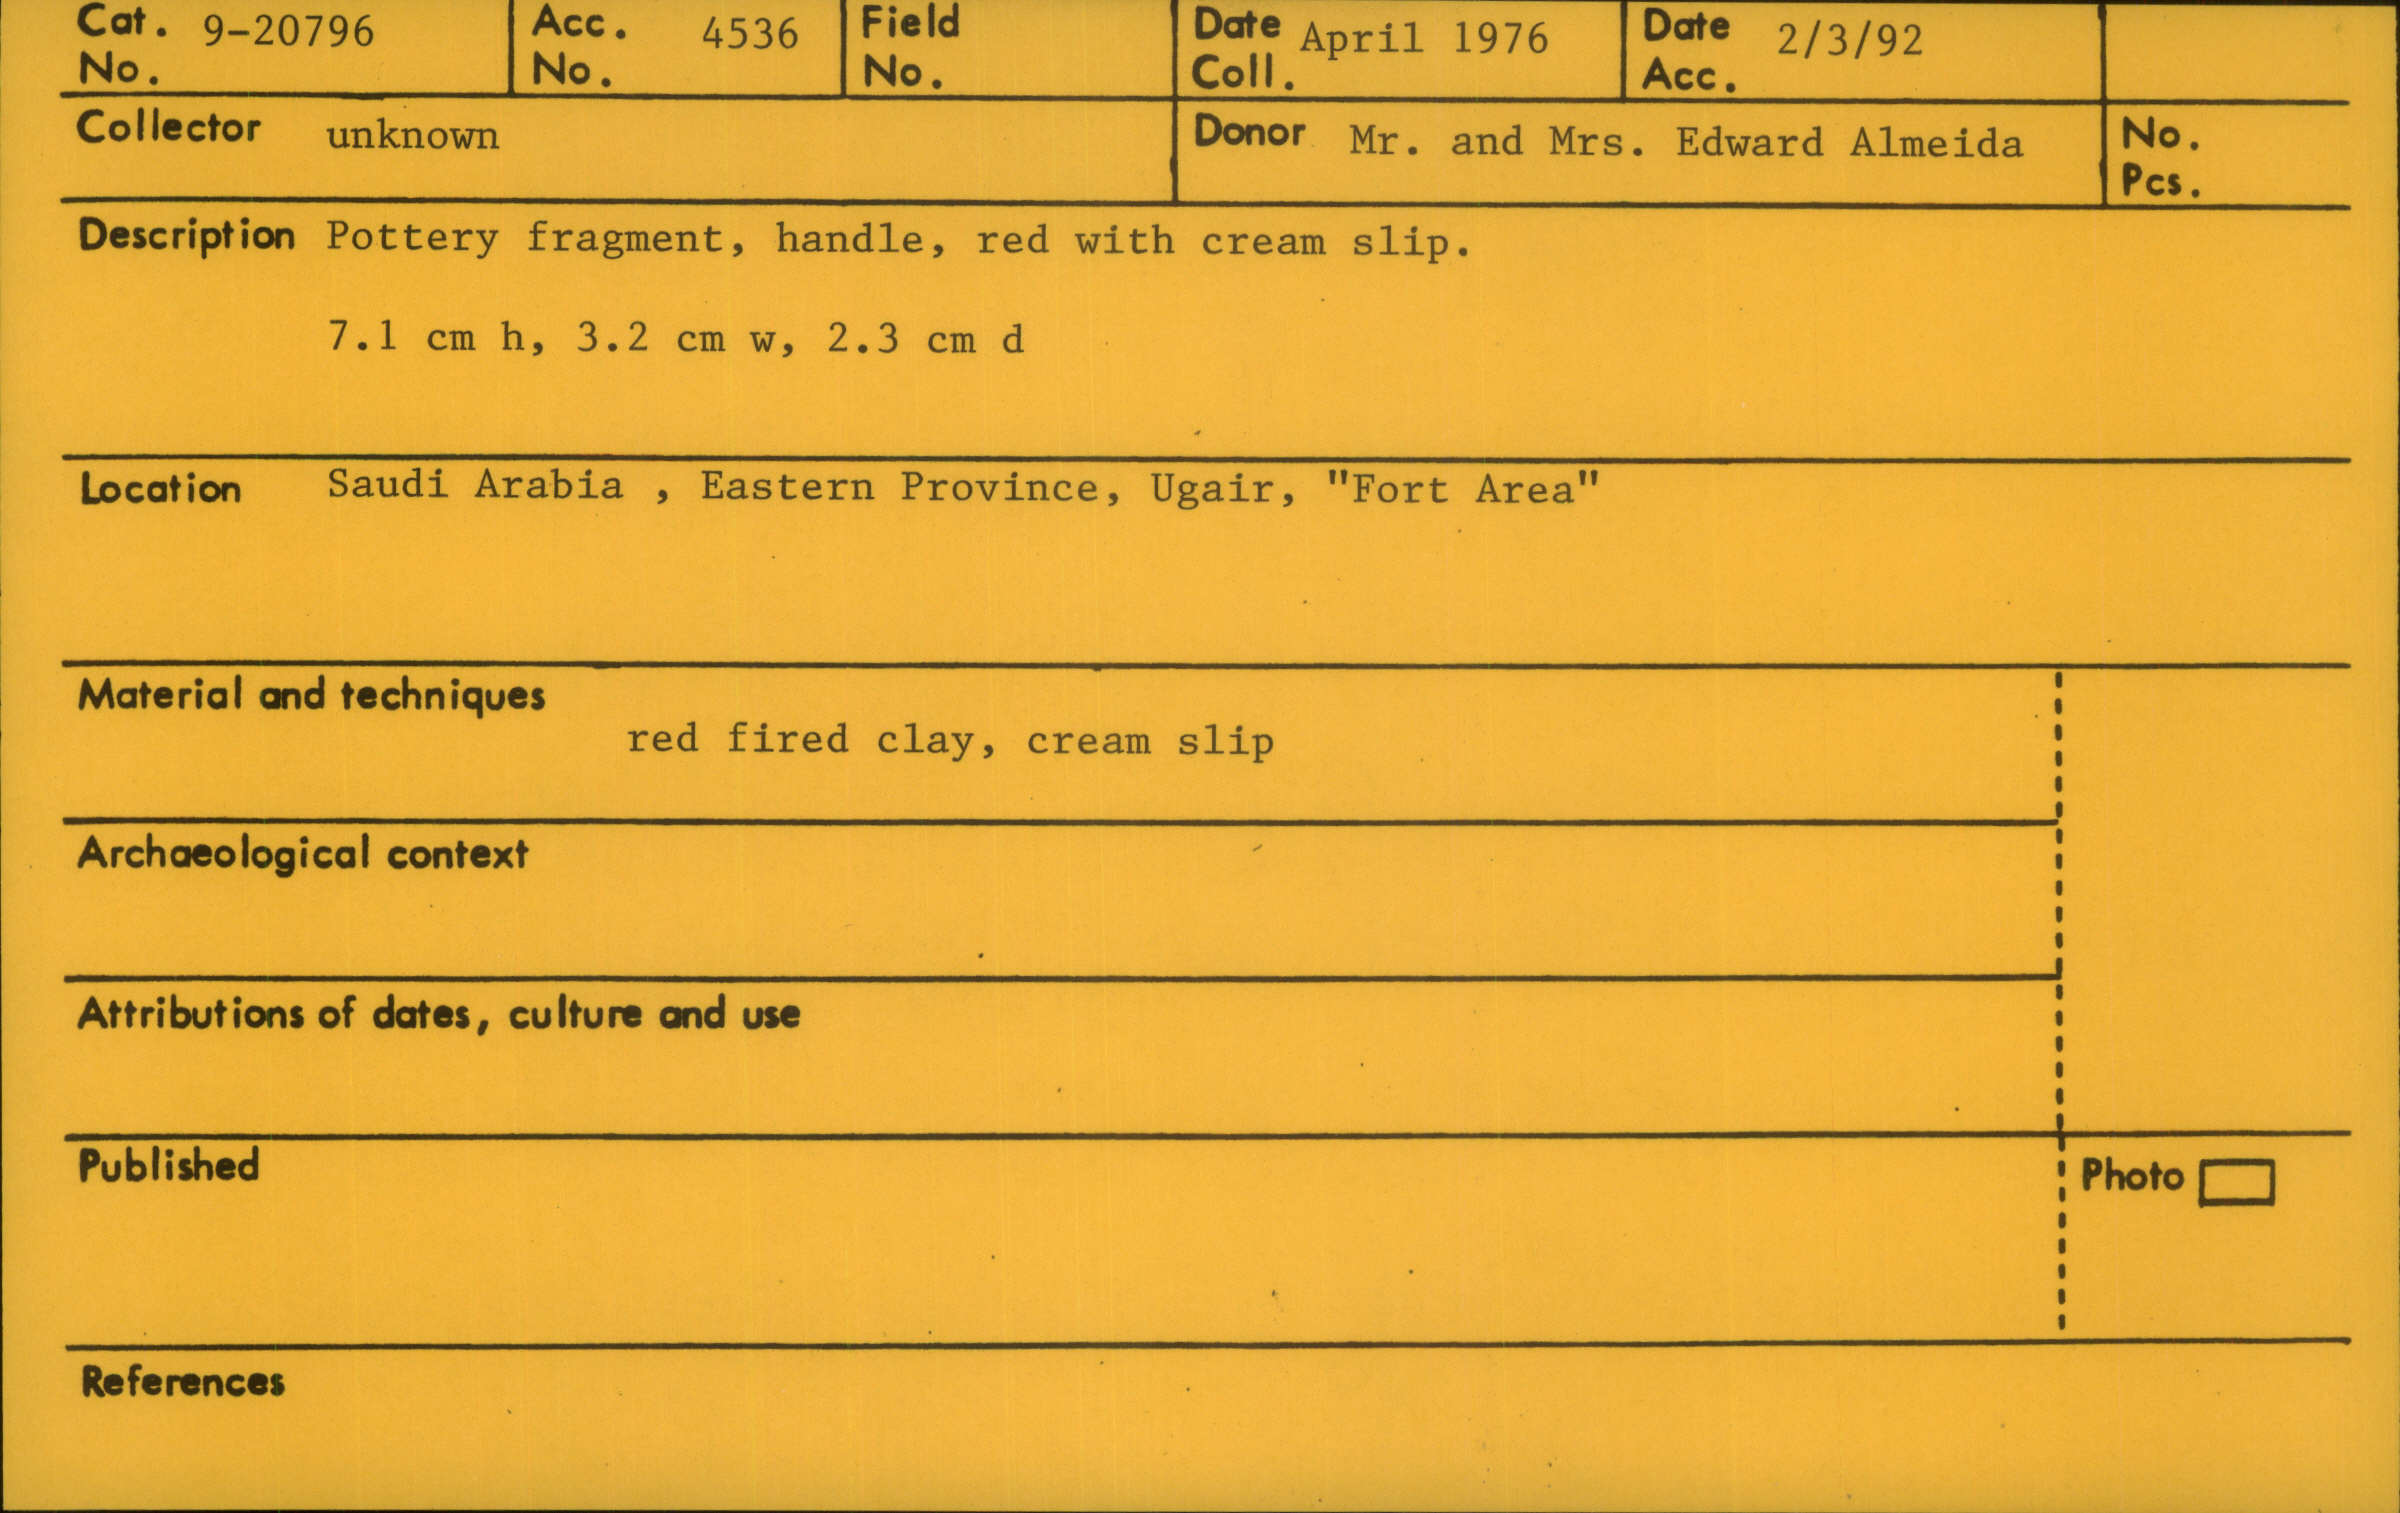 Cat. No. 9-20796
Acc. No. 4536
Field No.
Date Coll. April 1976
Date Acc. 2/3/92
Collector unknown
Donor Mr. and Mrs. Edward Almeida
No. Pcs.
Description Pottery fragment, handle, red with cream slip.
7.1 cm h, 3.2 cm w, 2.3 cm d
Location Saudi Arabia , Eastern Province, Ugair, "Fort Area"
Material and techniques
red fired clay, cream slip
Archaeological context
Attributions of dates, culture and use
Published
Photo
References